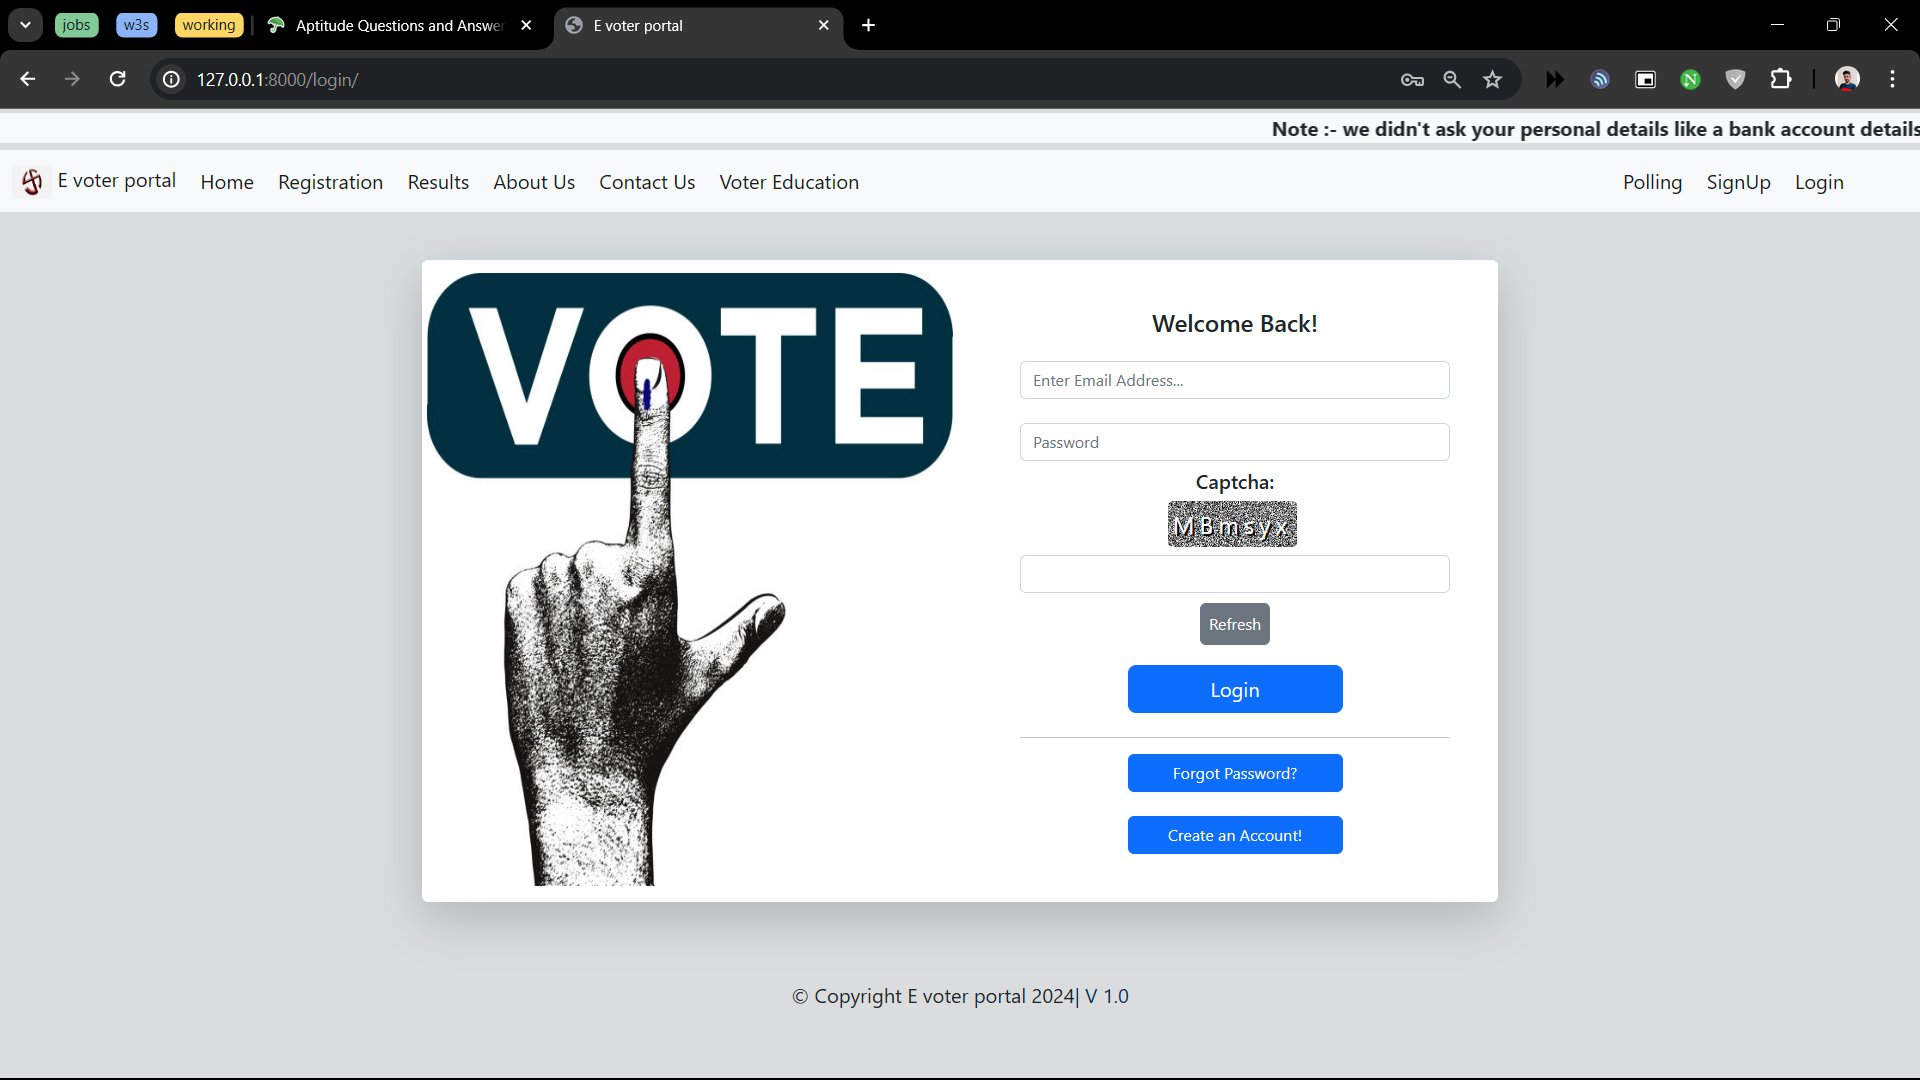 jobs w3s working Aptitude Questions and Answer E voter portal
127.0.0.1:8000/login/
Note :- we didn't ask your personal details like a bank account details
E voter portal Home Registration Results About Us Contact Us Voter Education Polling SignUp Login
VOTE
Welcome Back!
Enter Email Address...
Password
Captcha:
MBmsyx
Refresh
Login
Forgot Password?
Create an Account!
© Copyright E voter portal 2024| V 1.0